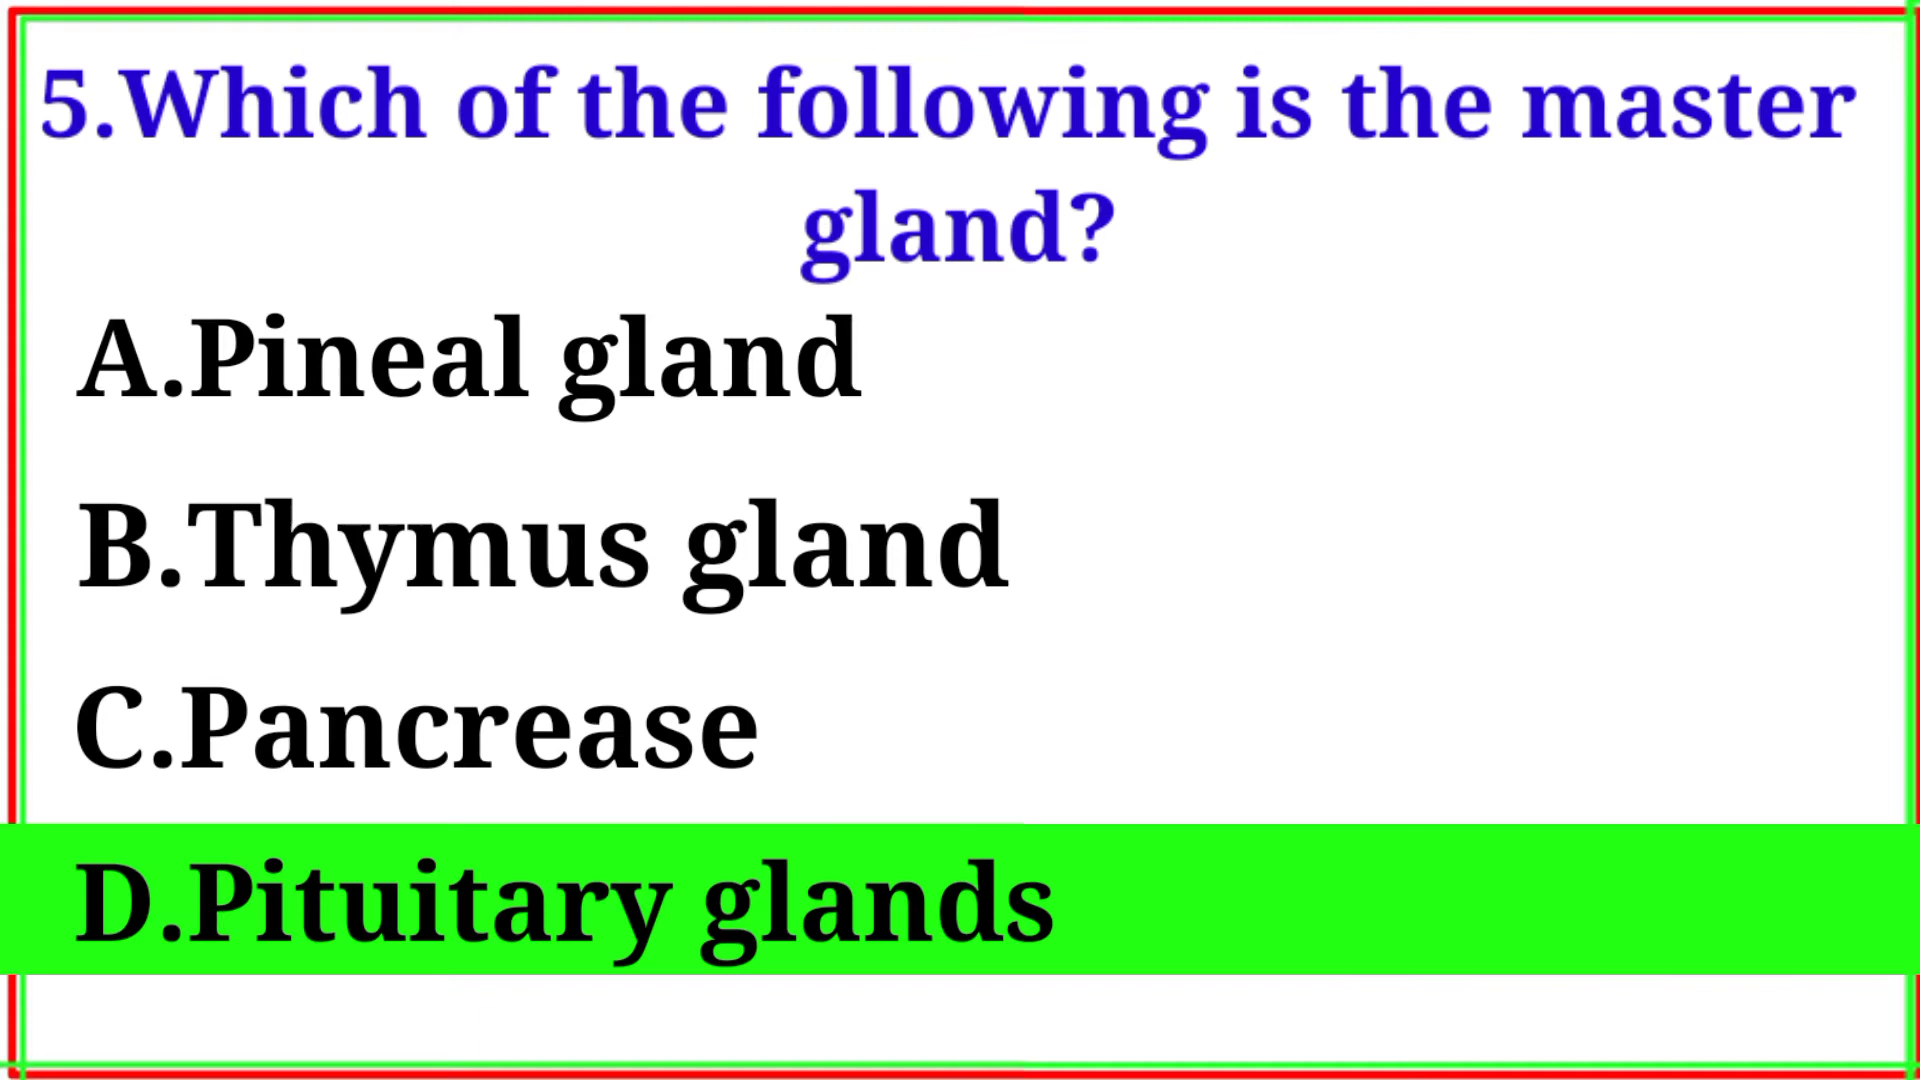 5.Which of the following is the master
gland?
A.Pineal gland
B.Thymus gland
C.Pancrease
D.Pituitary glands